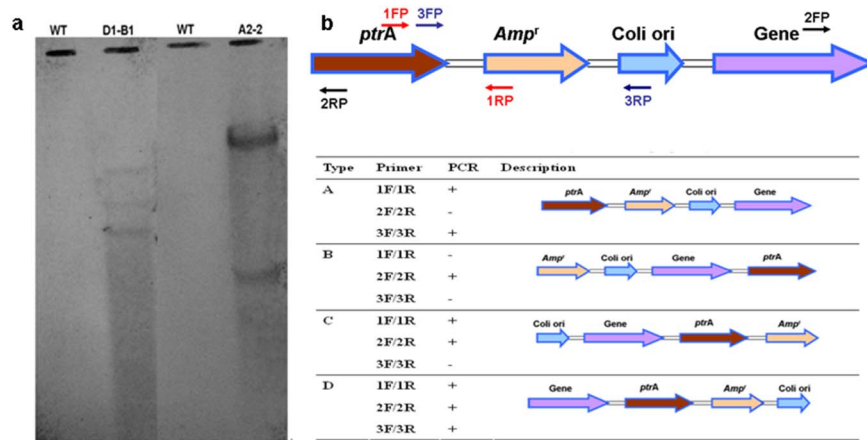 a
WT D1-B1 WT A2-2
b
1FP 3FP
2FP
ptrA Ampr Coli ori Gene
2RP
1RP
3RP
Type Primer PCR Description
A 1F/1R +
2F/2R -
3F/3R +
ptrA Ampr Coli ori Gene
B 1F/1R -
2F/2R +
3F/3R -
Ampr Coli ori Gene ptrA
C 1F/1R +
2F/2R +
3F/3R -
Coli ori Gene ptrA Ampr
D 1F/1R +
2F/2R +
3F/3R +
Gene ptrA Ampr Coli ori